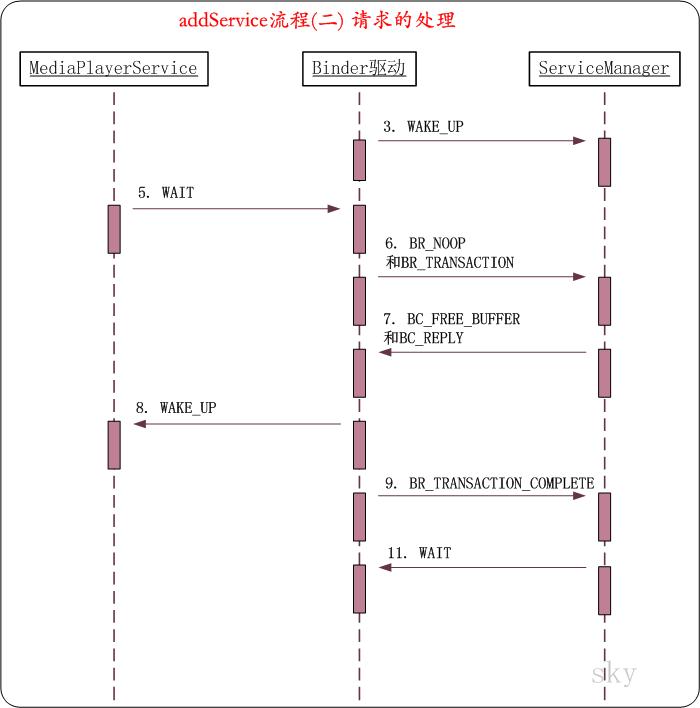 addService流程(二) 请求的处理
MediaPlayerService
Binder驱动
ServiceManager
3. WAKE_UP
5. WAIT
6. BR_NOOP
和BR_TRANSACTION
7. BC_FREE_BUFFER
和BC_REPLY
8. WAKE_UP
9. BR_TRANSACTION_COMPLETE
11. WAIT
sky